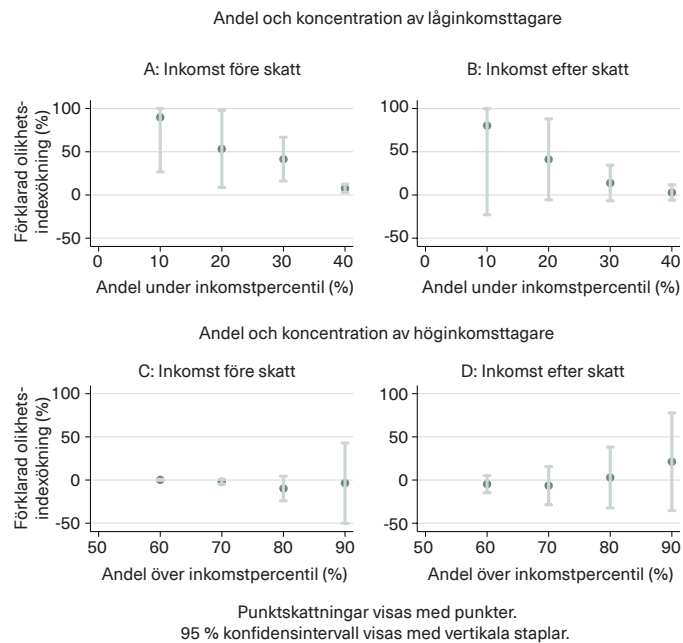 Andel och koncentration av låginkomsttagare
A: Inkomst före skatt
Förklarad olikhets-
indexökning (%)
100
50
0
-50
0 10 20 30 40
Andel under inkomstpercentil (%)
B: Inkomst efter skatt
100
50
0
-50
0 10 20 30 40
Andel under inkomstpercentil (%)
Andel och koncentration av höginkomsttagare
C: Inkomst före skatt
Förklarad olikhets-
indexökning (%)
100
50
0
-50
50 60 70 80 90
Andel över inkomstpercentil (%)
D: Inkomst efter skatt
100
50
0
-50
50 60 70 80 90
Andel över inkomstpercentil (%)
Punktskattningar visas med punkter.
95 % konfidensintervall visas med vertikala staplar.